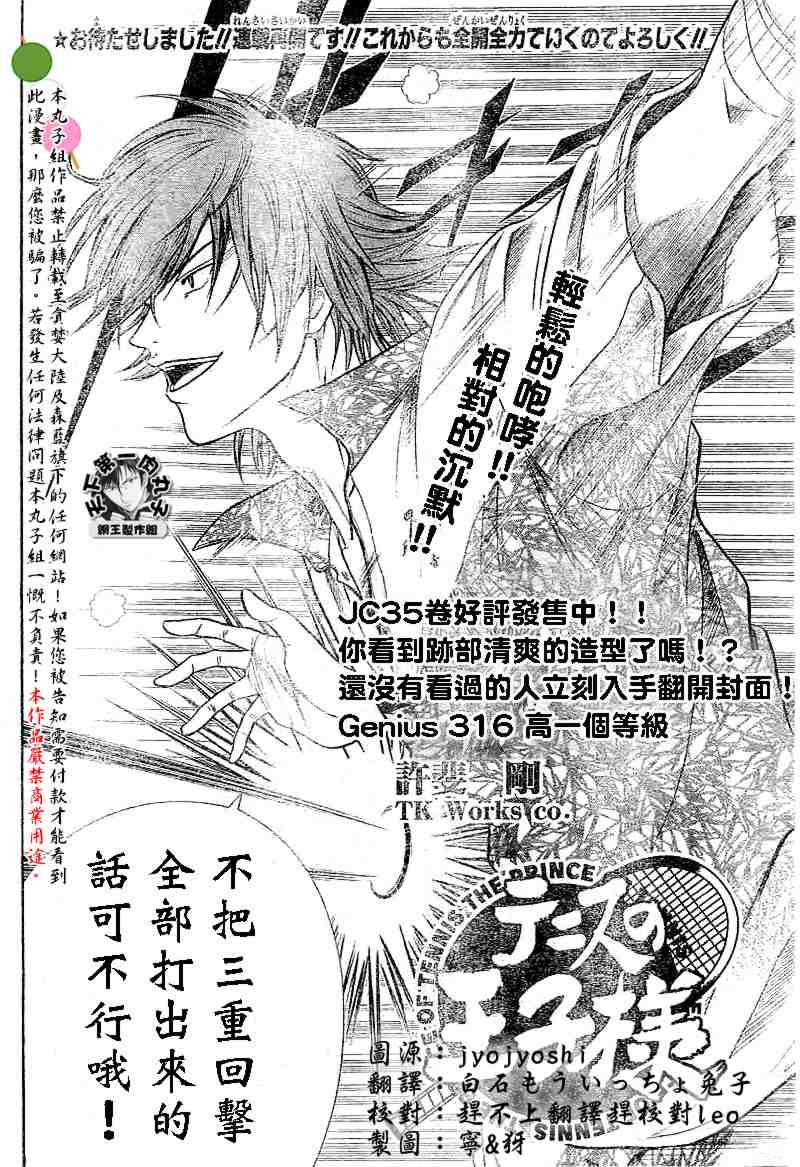 ☆お待たせしました!!連載再開です!!これからも全開全力でいくのでよろしく!!
本丸子組作品禁止轉載至貪婪大陸及森藍旗下的任何網站!如果您被告知需要付款才能看到
此漫畫,那麼您被騙了。若發生任何法律問題本丸子組一慨不負責!本作品嚴禁商業用途。
輕鬆的咆哮!!
相對的沉默!!
天下第一肉丸子
網王製作組
JC35卷好評發售中!!
你看到跡部清爽的造型了嗎!?
還沒有看過的人立刻入手翻開封面!
Genius 316 高一個等級
許斐 剛
TK Works co.
不把三重回擊
全部打出來的
話可不行哦!
THE PRINCE OF TENNIS
テニスの
王子様
圖源:jyojyoshi
翻譯:白石もういっちょ兔子
校對:趕不上翻譯趕校對leo
製圖:寧&犽